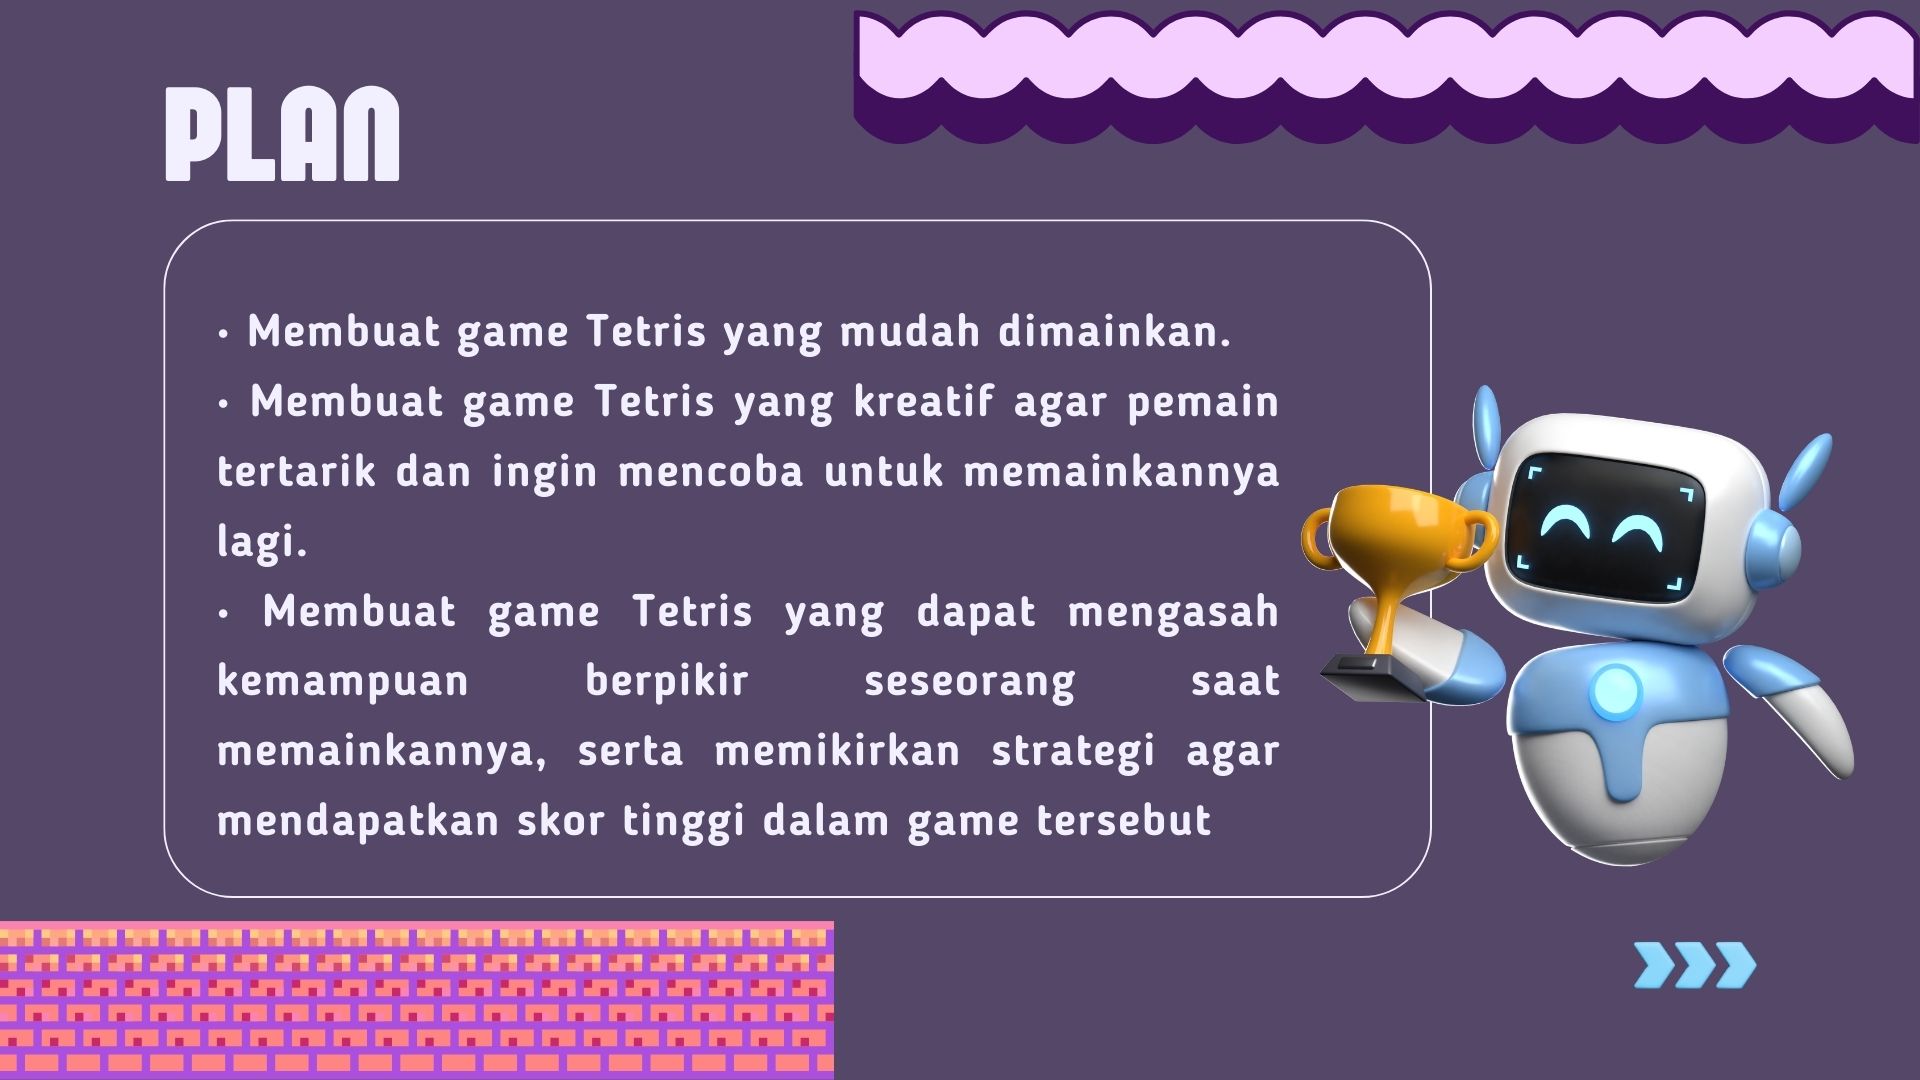 PLAN
• Membuat game Tetris yang mudah dimainkan.
• Membuat game Tetris yang kreatif agar pemain
tertarik dan ingin mencoba untuk memainkannya
lagi.
• Membuat game Tetris yang dapat mengasah
kemampuan berpikir seseorang saat
memainkannya, serta memikirkan strategi agar
mendapatkan skor tinggi dalam game tersebut